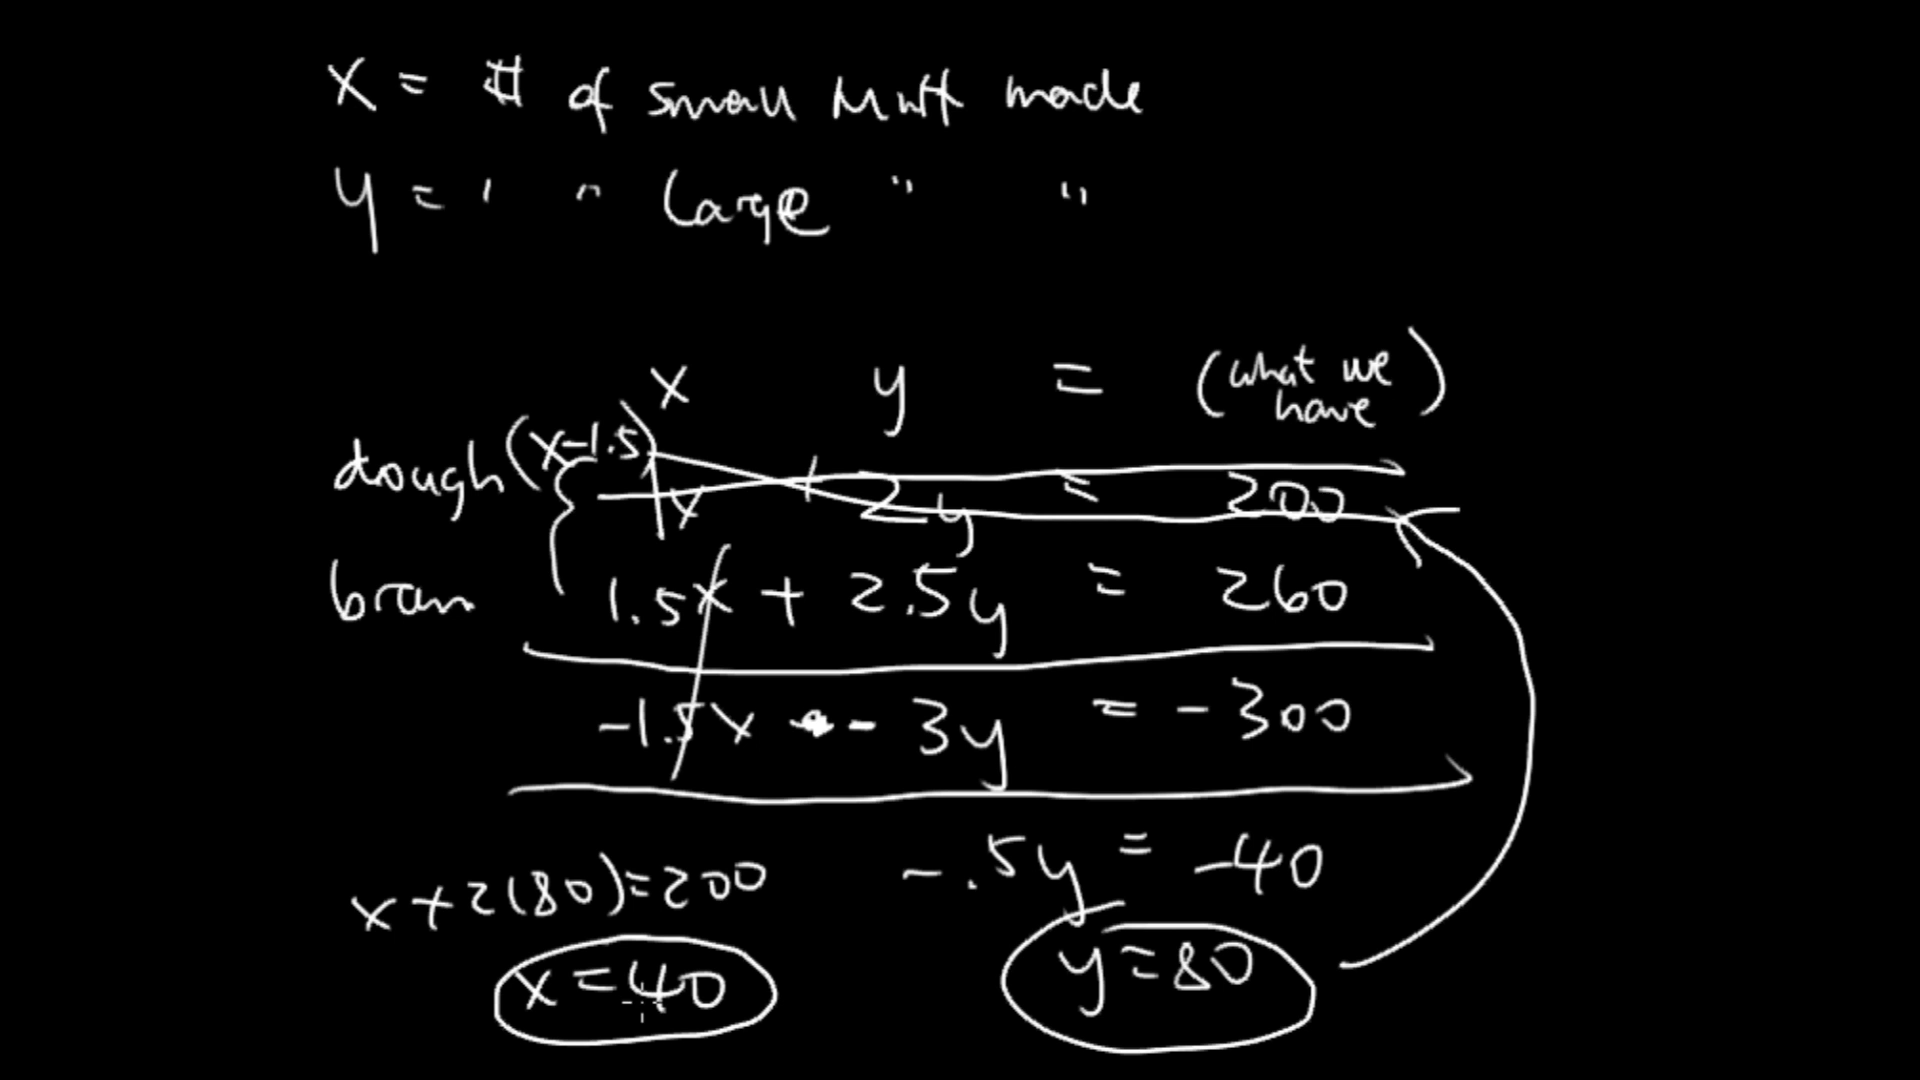 x = # of small Muff made
y = " " Large " "
x y = (what we have)
dough (x-1.5) x + 2y = 200
bran 1.5x + 2.5y = 260
-1.5x - 3y = -300
-.5y = -40
x + 2(80) = 200
x = 40
y = 80